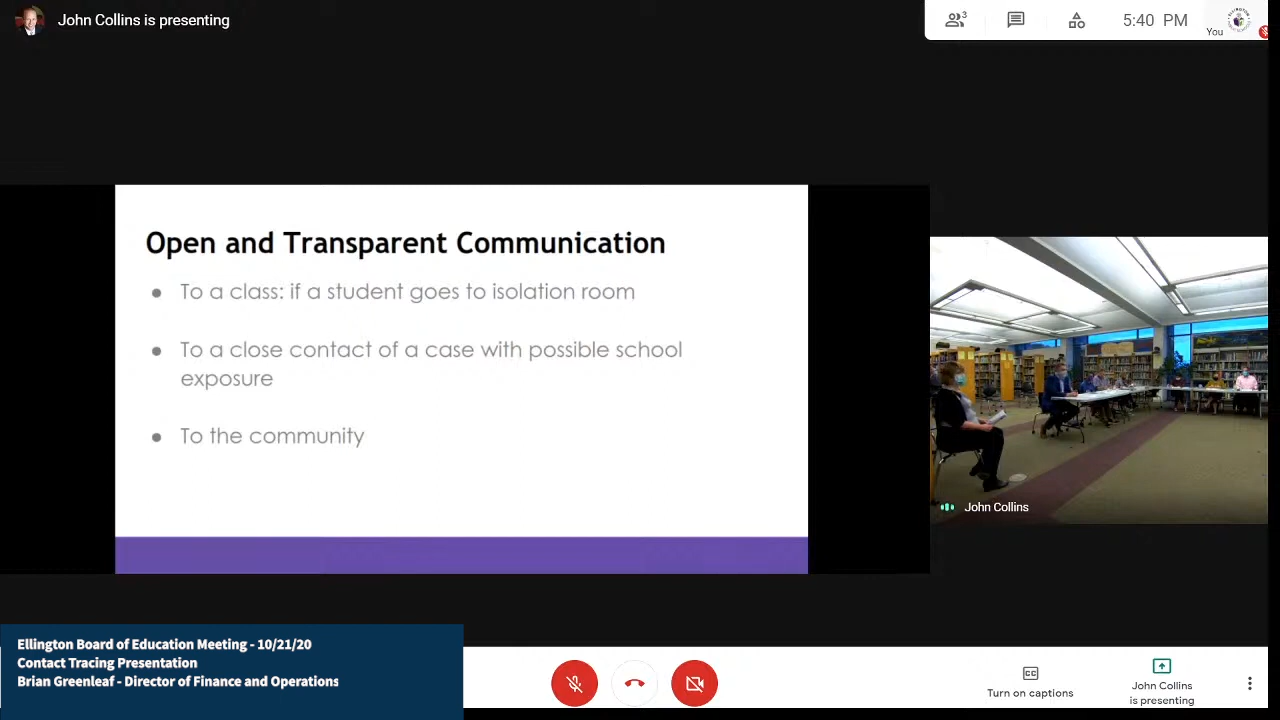 John Collins is presenting
3
5:40 PM
You
Open and Transparent Communication
• To a class: if a student goes to isolation room
• To a close contact of a case with possible school
exposure
• To the community
John Collins
Ellington Board of Education Meeting - 10/21/20
Contact Tracing Presentation
Brian Greenleaf - Director of Finance and Operations
CC
Turn on captions
John Collins
is presenting